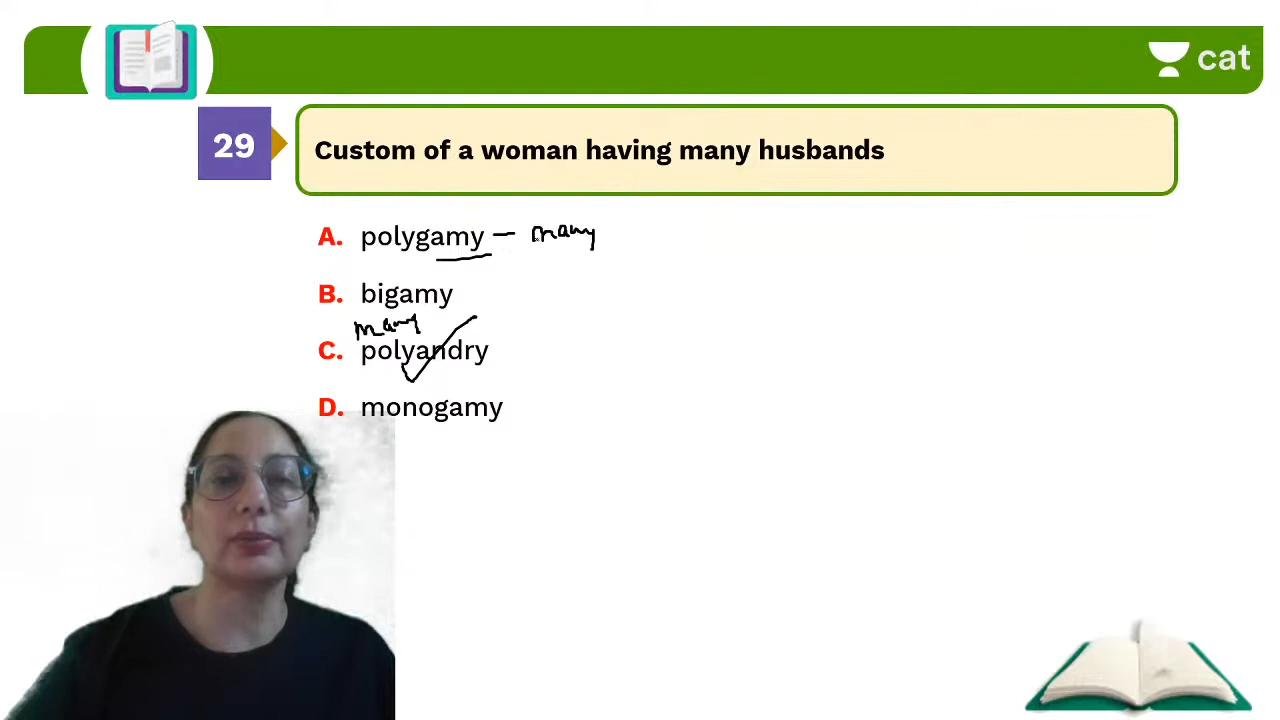 cat
29
Custom of a woman having many husbands
A. polygamy – many
B. bigamy
many
C. polyandry
D. monogamy